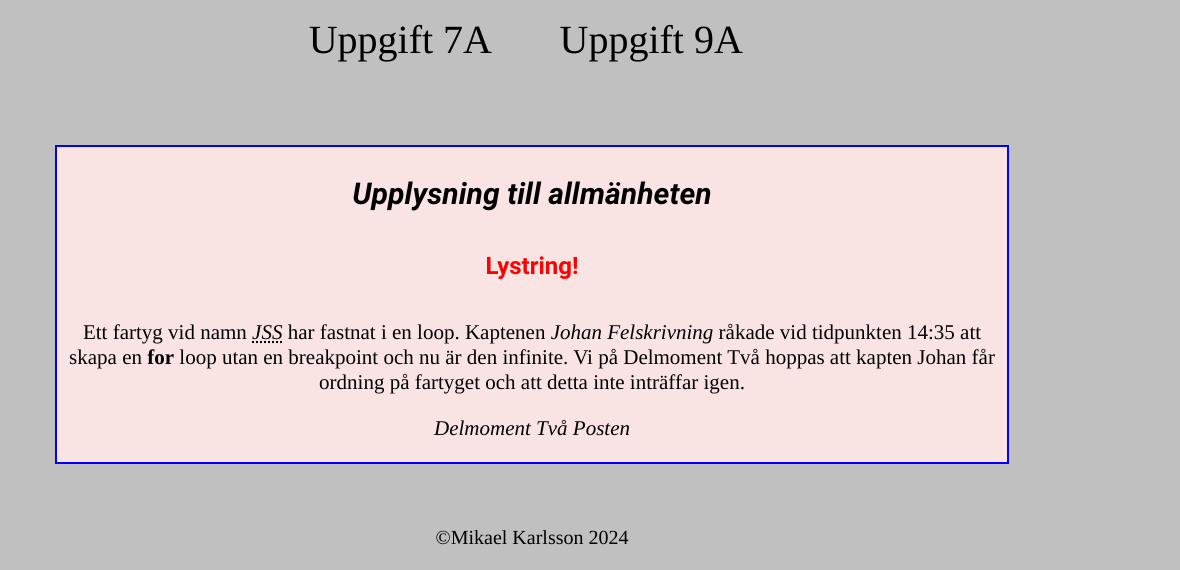 Uppgift 7A Uppgift 9A
Upplysning till allmänheten
Lystring!
Ett fartyg vid namn JSS har fastnat i en loop. Kaptenen Johan Felskrivning råkade vid tidpunkten 14:35 att
skapa en for loop utan en breakpoint och nu är den infinite. Vi på Delmoment Två hoppas att kapten Johan får
ordning på fartyget och att detta inte inträffar igen.
Delmoment Två Posten
©Mikael Karlsson 2024